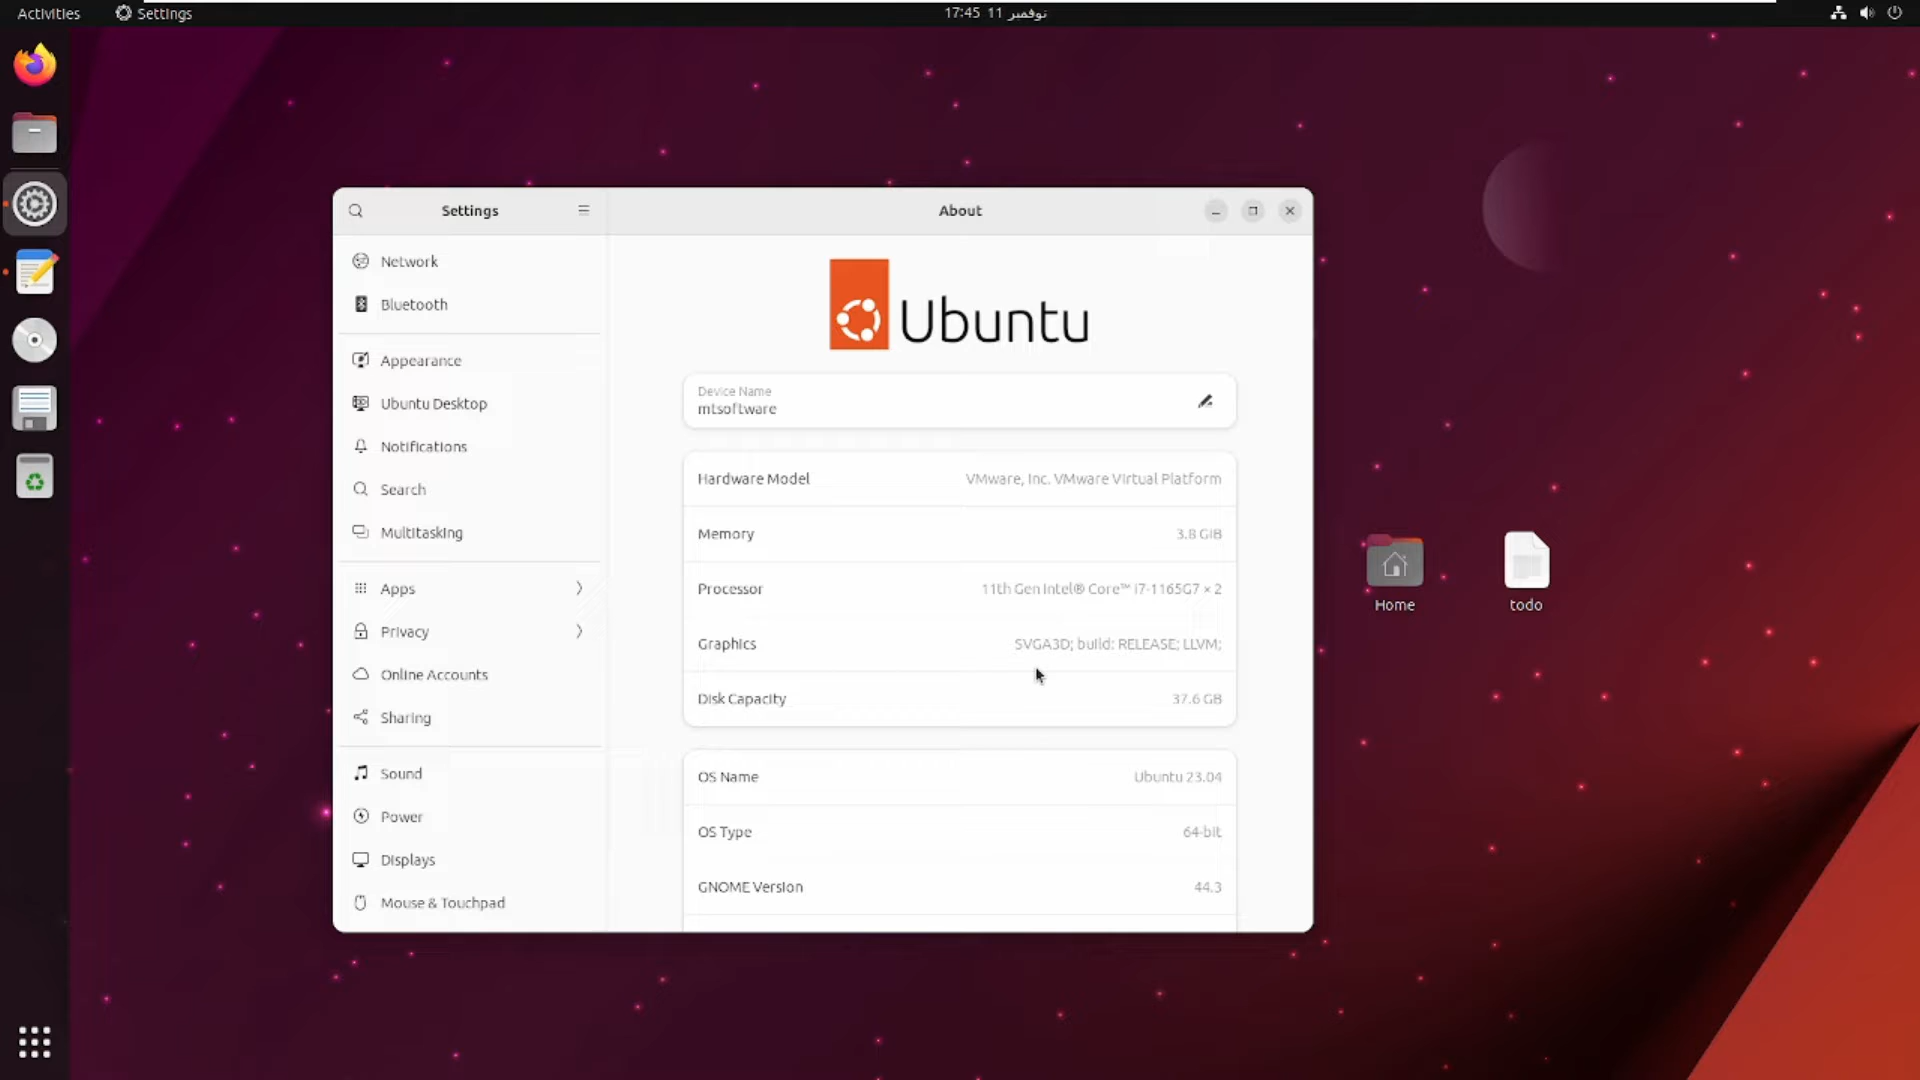 Activities
Settings
17:45 11 نوفمبر
Settings
About
Network
Bluetooth
Appearance
Ubuntu Desktop
Notifications
Search
Multitasking
Apps
Privacy
Online Accounts
Sharing
Sound
Power
Displays
Mouse & Touchpad
Ubuntu
Device Name
mtsoftware
Hardware Model VMware, Inc. VMware Virtual Platform
Memory 3.8 GiB
Processor 11th Gen Intel® Core™ i7-1165G7 × 2
Graphics SVGA3D; build: RELEASE; LLVM;
Disk Capacity 37.6 GB
OS Name Ubuntu 23.04
OS Type 64-bit
GNOME Version 44.3
Home
todo